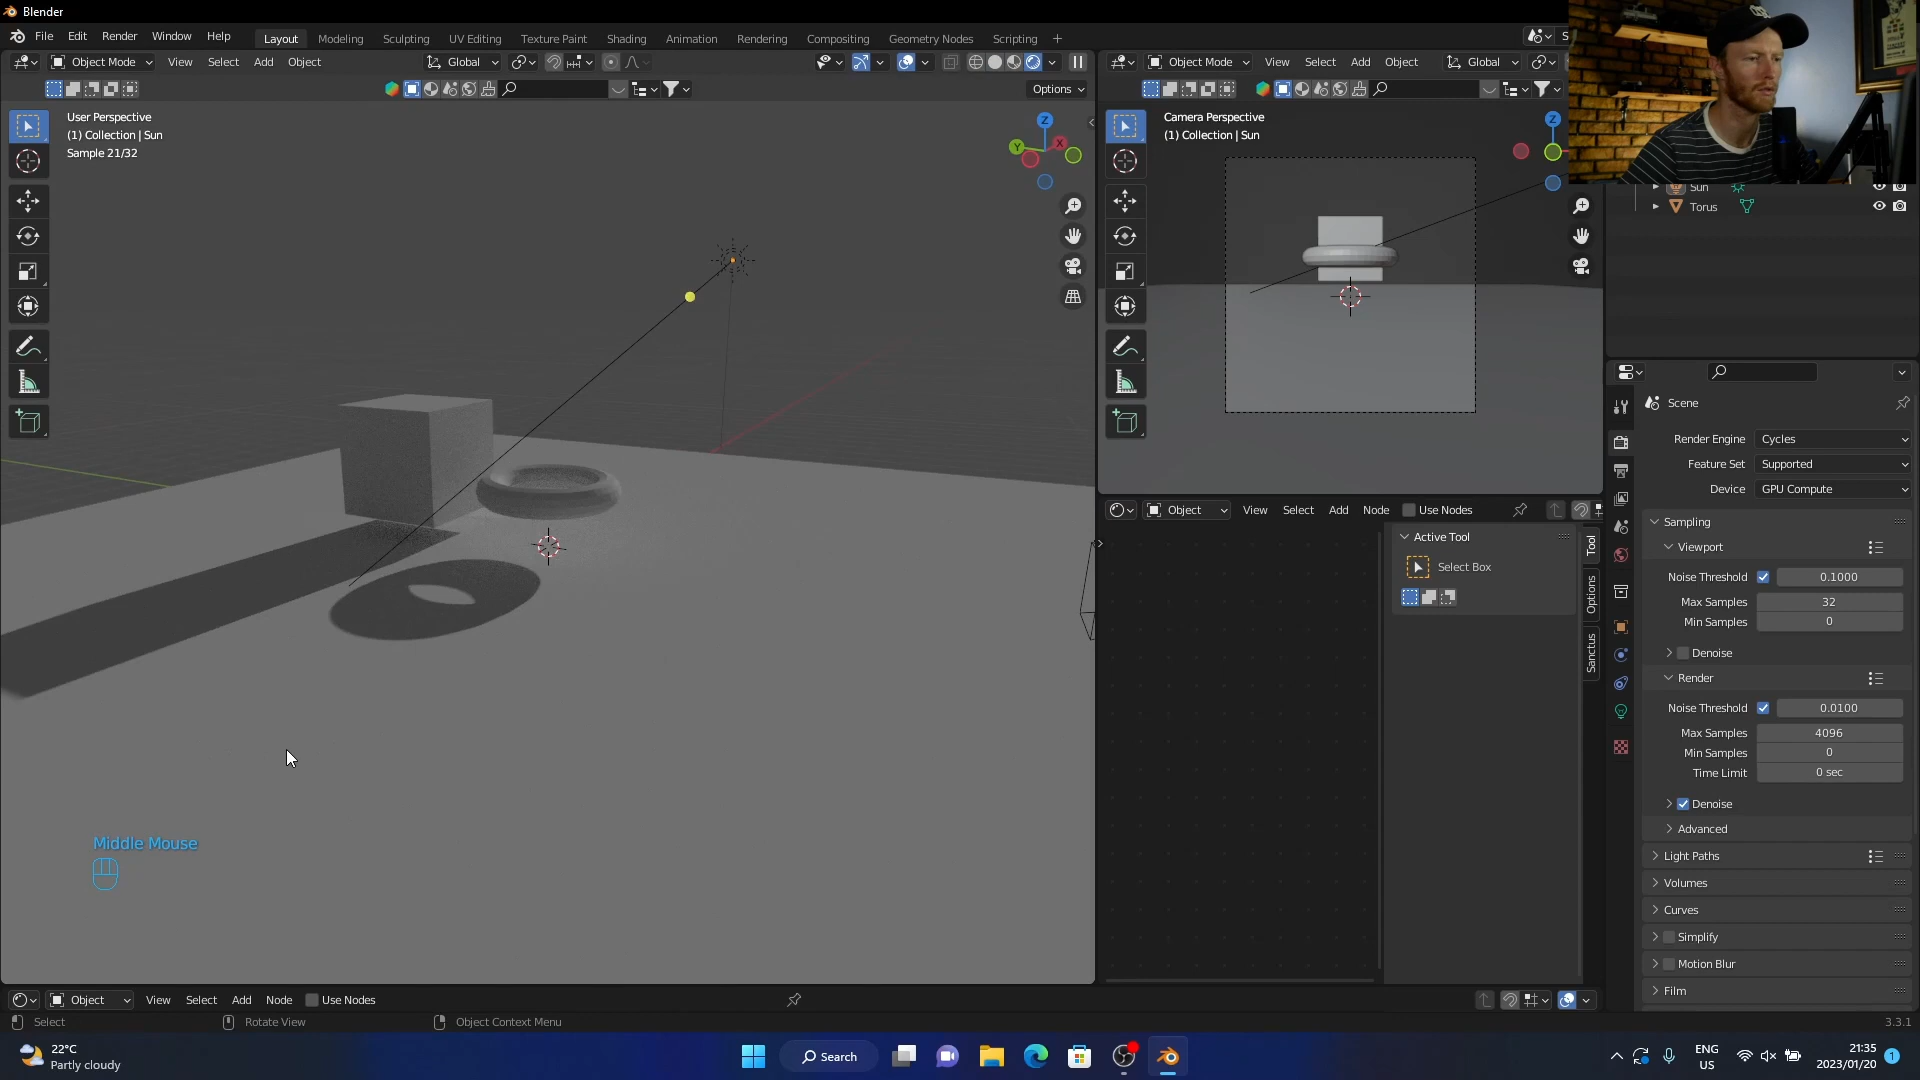 Blender
File Edit Render Window Help Layout Modeling Sculpting UV Editing Texture Paint Shading Animation Rendering Compositing Geometry Nodes Scripting
Object Mode View Select Add Object Global
Object Mode View Select Add Object Global
Options
User Perspective
(1) Collection | Sun
Sample 21/32
Z
Y
X
Camera Perspective
(1) Collection | Sun
Z
Sun
Torus
Scene
Render Engine Cycles
Feature Set Supported
Device GPU Compute
Sampling
Viewport
Noise Threshold 0.1000
Max Samples 32
Min Samples 0
Denoise
Render
Noise Threshold 0.0100
Max Samples 4096
Min Samples 0
Time Limit 0 sec
Denoise
Advanced
Light Paths
Volumes
Curves
Simplify
Motion Blur
Film
Object View Select Add Node Use Nodes
Active Tool
Select Box
Tool
Options
Sanctus
Middle Mouse
Object View Select Add Node Use Nodes
Select Rotate View Object Context Menu
3.3.1
22°C
Partly cloudy
Search
ENG
US
21:35
2023/01/20
1